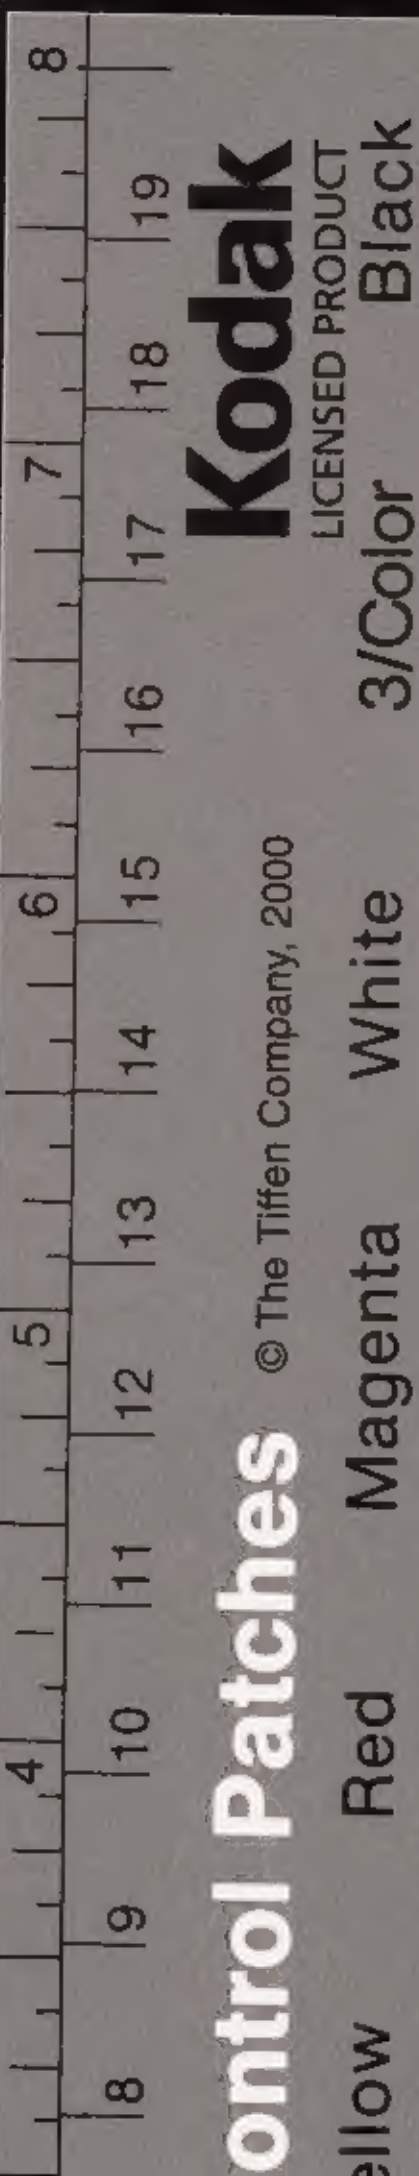 4 5 6 7 8
8 9 10 11 12 13 14 15 16 17 18 19
ontrol Patches © The Tiffen Company, 2000 Kodak
LICENSED PRODUCT
ellow Red Magenta White 3/Color Black